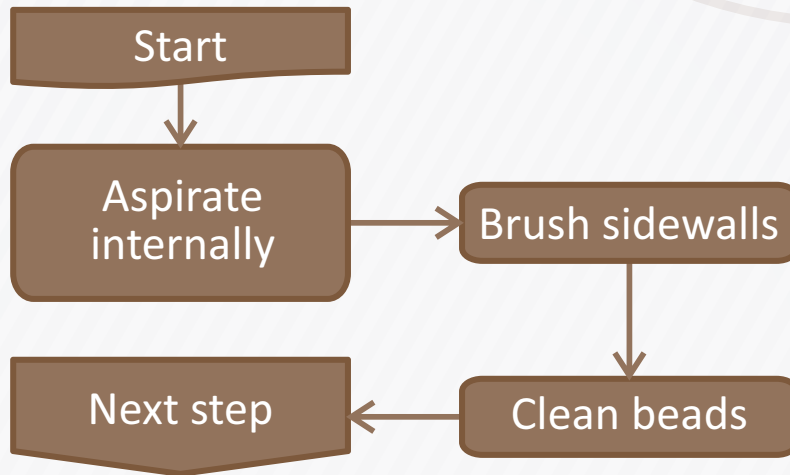 Start
Aspirate
internally
Brush sidewalls
Clean beads
Next step